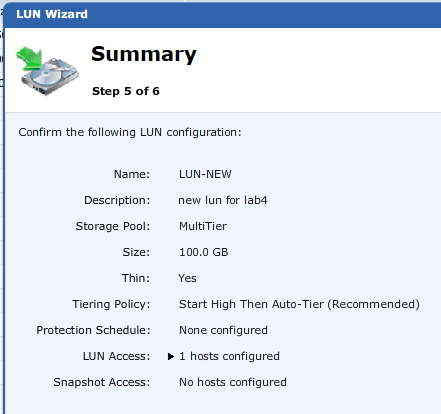 LUN Wizard
Summary
Step 5 of 6
Confirm the following LUN configuration:
Name: LUN-NEW
Description: new lun for lab4
Storage Pool: MultiTier
Size: 100.0 GB
Thin: Yes
Tiering Policy: Start High Then Auto-Tier (Recommended)
Protection Schedule: None configured
LUN Access: 1 hosts configured
Snapshot Access: No hosts configured